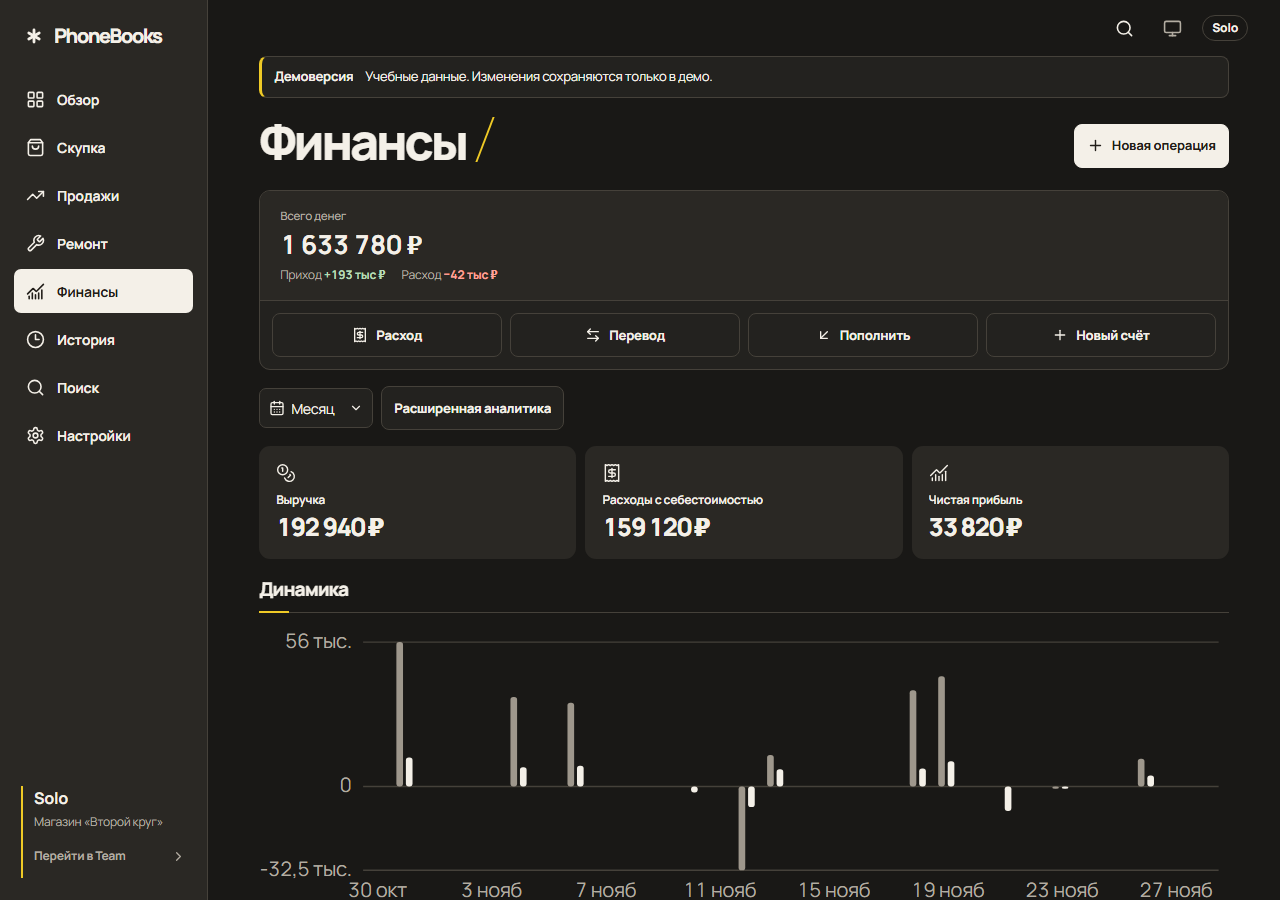 PhoneBooks
Обзор
Скупка
Продажи
Ремонт
Финансы
История
Поиск
Настройки
Solo
Магазин «Второй круг»
Перейти в Team
Solo
Демоверсия Учебные данные. Изменения сохраняются только в демо.
Финансы /
Новая операция
Всего денег
1 633 780 ₽
Приход +193 тыс ₽ Расход −42 тыс ₽
Расход
Перевод
Пополнить
Новый счёт
Месяц
Расширенная аналитика
Выручка
192 940 ₽
Расходы с себестоимостью
159 120 ₽
Чистая прибыль
33 820 ₽
Динамика
56 тыс.
0
-32,5 тыс.
30 окт 3 нояб 7 нояб 11 нояб 15 нояб 19 нояб 23 нояб 27 нояб